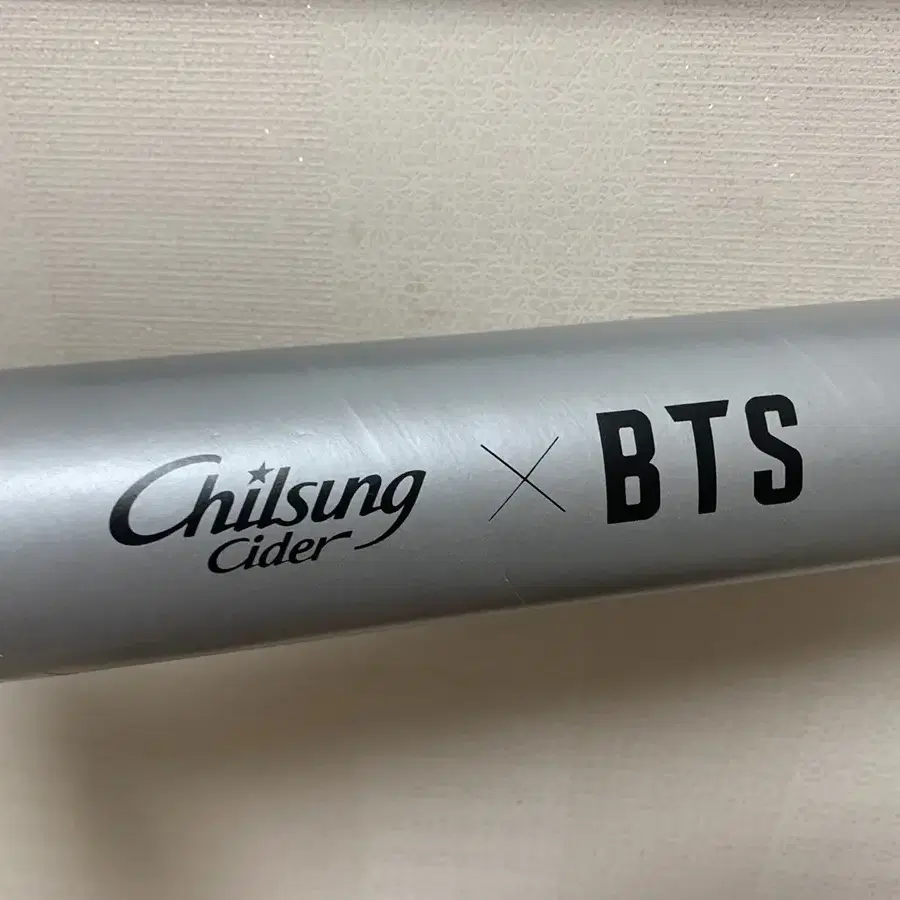 Chilsung
Cider
× BTS